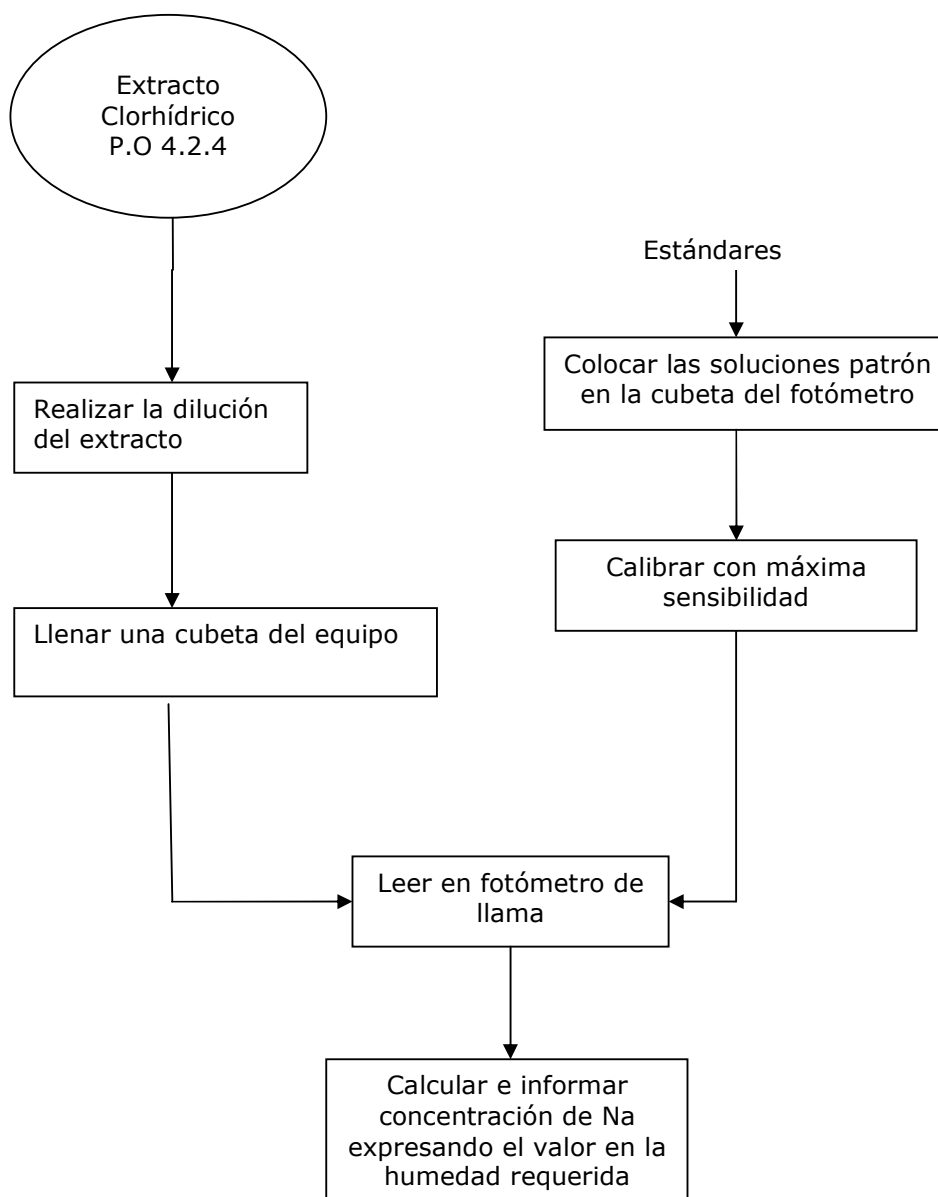 Extracto
Clorhídrico
P.O 4.2.4
Estándares
Colocar las soluciones patrón
en la cubeta del fotómetro
Realizar la dilución
del extracto
Calibrar con máxima
sensibilidad
Llenar una cubeta del equipo
Leer en fotómetro de
llama
Calcular e informar
concentración de Na
expresando el valor en la
humedad requerida